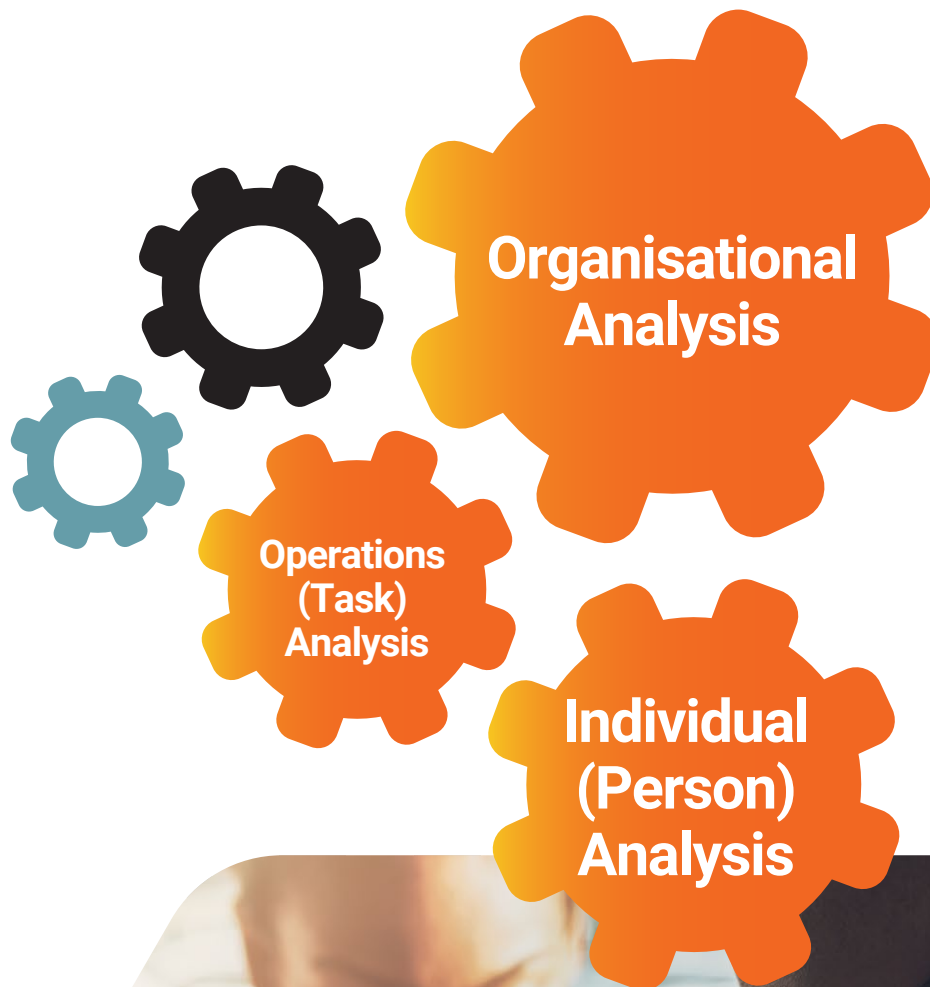 Organisational
Analysis
Operations
(Task)
Analysis
Individual
(Person)
Analysis